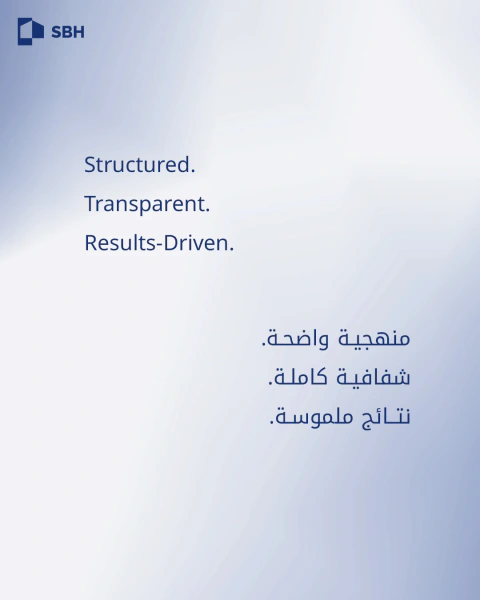 SBH
Structured.
Transparent.
Results-Driven.
منهجية واضحة.
شفافية كاملة.
نتائج ملموسة.